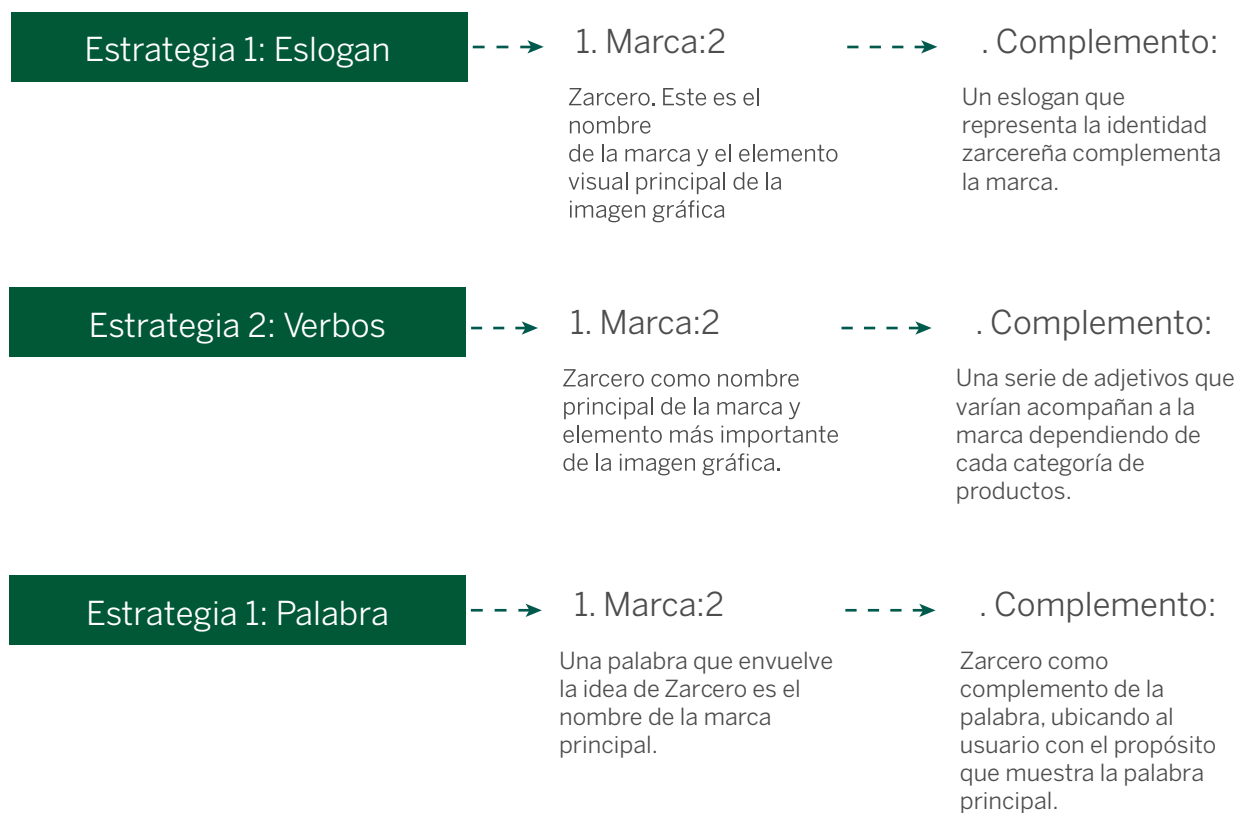 Estrategia 1: Eslogan
1. Marca:2
. Complemento:
Zarcero. Este es el
nombre
de la marca y el elemento
visual principal de la
imagen gráfica
Un eslogan que
representa la identidad
zarcereña complementa
la marca.
Estrategia 2: Verbos
1. Marca:2
. Complemento:
Zarcero como nombre
principal de la marca y
elemento más importante
de la imagen gráfica.
Una serie de adjetivos que
varían acompañan a la
marca dependiendo de
cada categoría de
productos.
Estrategia 1: Palabra
1. Marca:2
. Complemento:
Una palabra que envuelve
la idea de Zarcero es el
nombre de la marca
principal.
Zarcero como
complemento de la
palabra, ubicando al
usuario con el propósito
que muestra la palabra
principal.